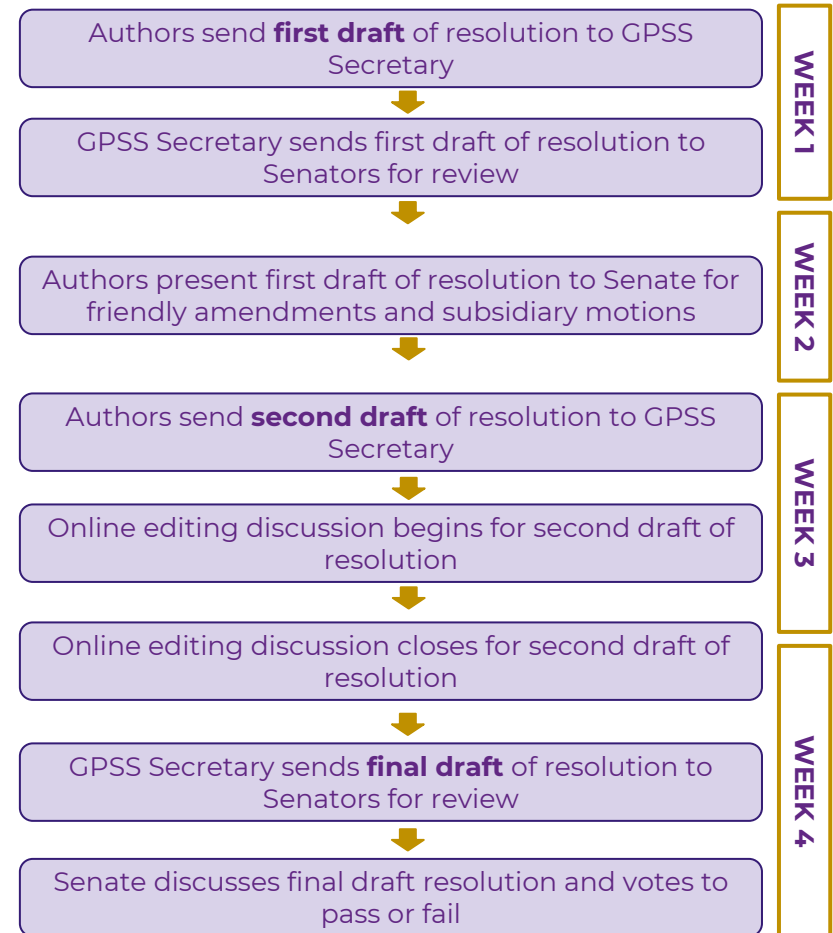 Authors send first draft of resolution to GPSS
Secretary
GPSS Secretary sends first draft of resolution to
Senators for review
WEEK 1
Authors present first draft of resolution to Senate for
friendly amendments and subsidiary motions
WEEK 2
Authors send second draft of resolution to GPSS
Secretary
Online editing discussion begins for second draft of
resolution
WEEK 3
Online editing discussion closes for second draft of
resolution
GPSS Secretary sends final draft of resolution to
Senators for review
Senate discusses final draft resolution and votes to
pass or fail
WEEK 4